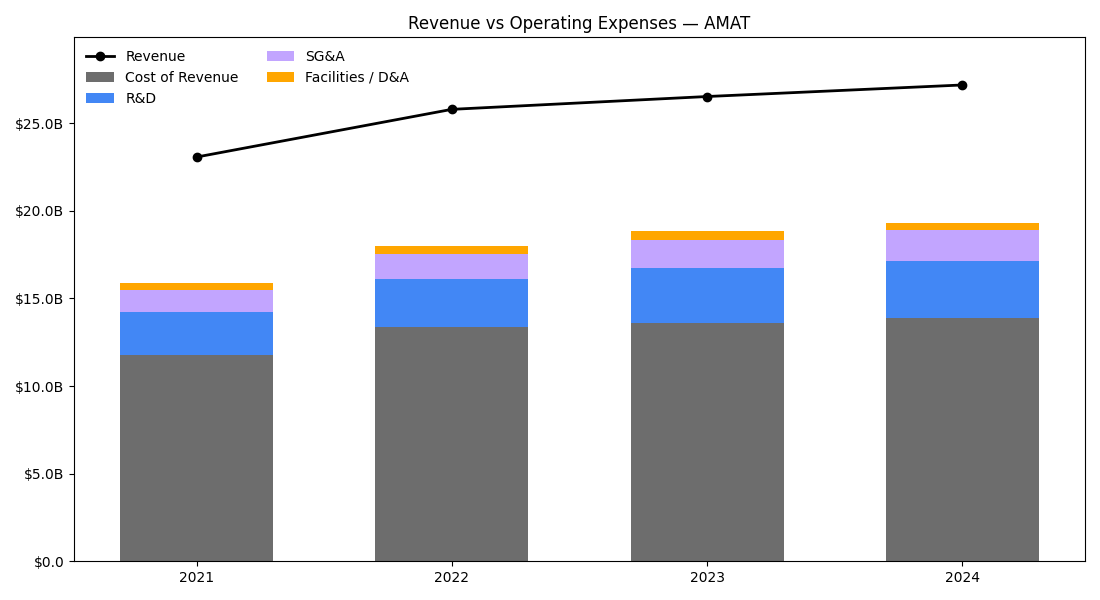 Revenue vs Operating Expenses — AMAT
Revenue
Cost of Revenue
R&D
SG&A
Facilities / D&A
$25.0B
$20.0B
$15.0B
$10.0B
$5.0B
$0.0
2021
2022
2023
2024